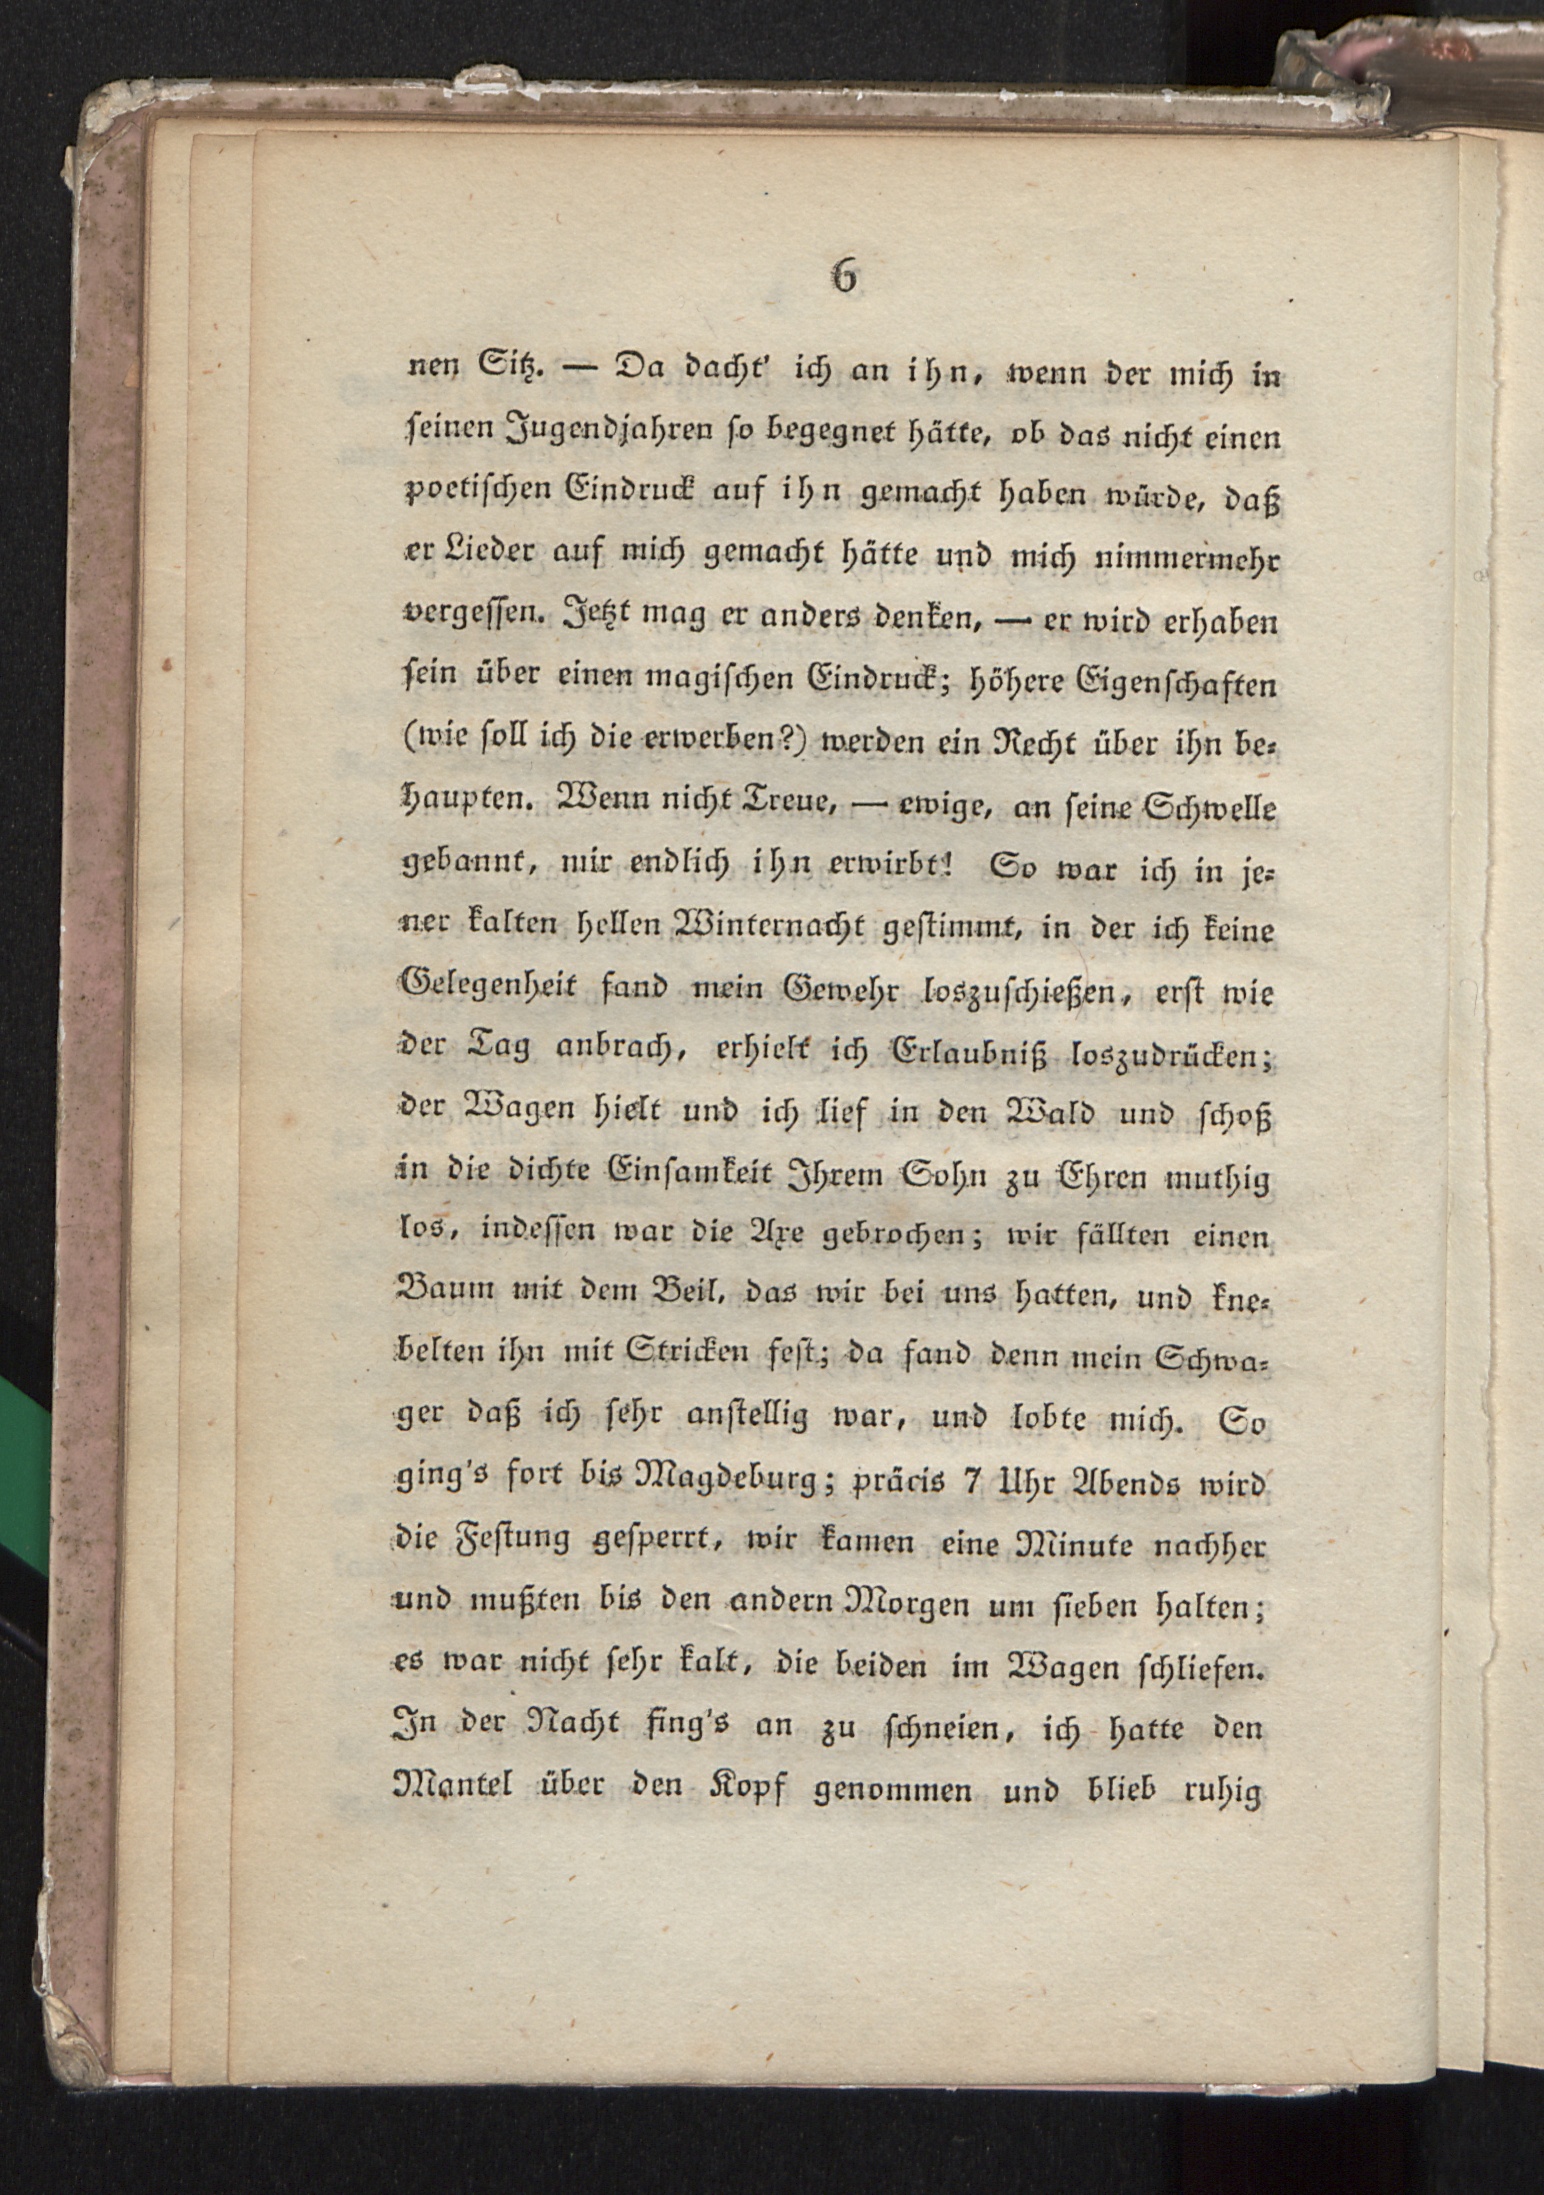 6
nen Sitz. — Da dacht' ich an ihn, wenn der mich in
seinen Jugendjahren so begegnet hätte, ob das nicht einen
poetischen Eindruck auf ihn gemacht haben würde, daß
er Lieder auf mich gemacht hätte und mich nimmermehr
vergessen. Jetzt mag er anders denken, — er wird erhaben
sein über einen magischen Eindruck; höhere Eigenschaften
(wie soll ich die erwerben?) werden ein Recht über ihn be-
haupten. Wenn nicht Treue, — ewige, an seine Schwelle
gebannt, mir endlich ihn erwirbt! So war ich in je-
ner kalten hellen Winternacht gestimmt, in der ich keine
Gelegenheit fand mein Gewehr loszuschießen, erst wie
der Tag anbrach, erhielt ich Erlaubniß loszudrücken;
der Wagen hielt und ich lief in den Wald und schoß
in die dichte Einsamkeit Ihrem Sohn zu Ehren muthig
los, indessen war die Axe gebrochen; wir fällten einen
Baum mit dem Beil, das wir bei uns hatten, und kne-
belten ihn mit Stricken fest; da fand denn mein Schwa-
ger daß ich sehr anstellig war, und lobte mich. So
ging's fort bis Magdeburg; präcis 7 Uhr Abends wird
die Festung gesperrt, wir kamen eine Minute nachher
und mußten bis den andern Morgen um sieben halten;
es war nicht sehr kalt, die beiden im Wagen schliefen.
In der Nacht fing's an zu schneien, ich hatte den
Mantel über den Kopf genommen und blieb ruhig